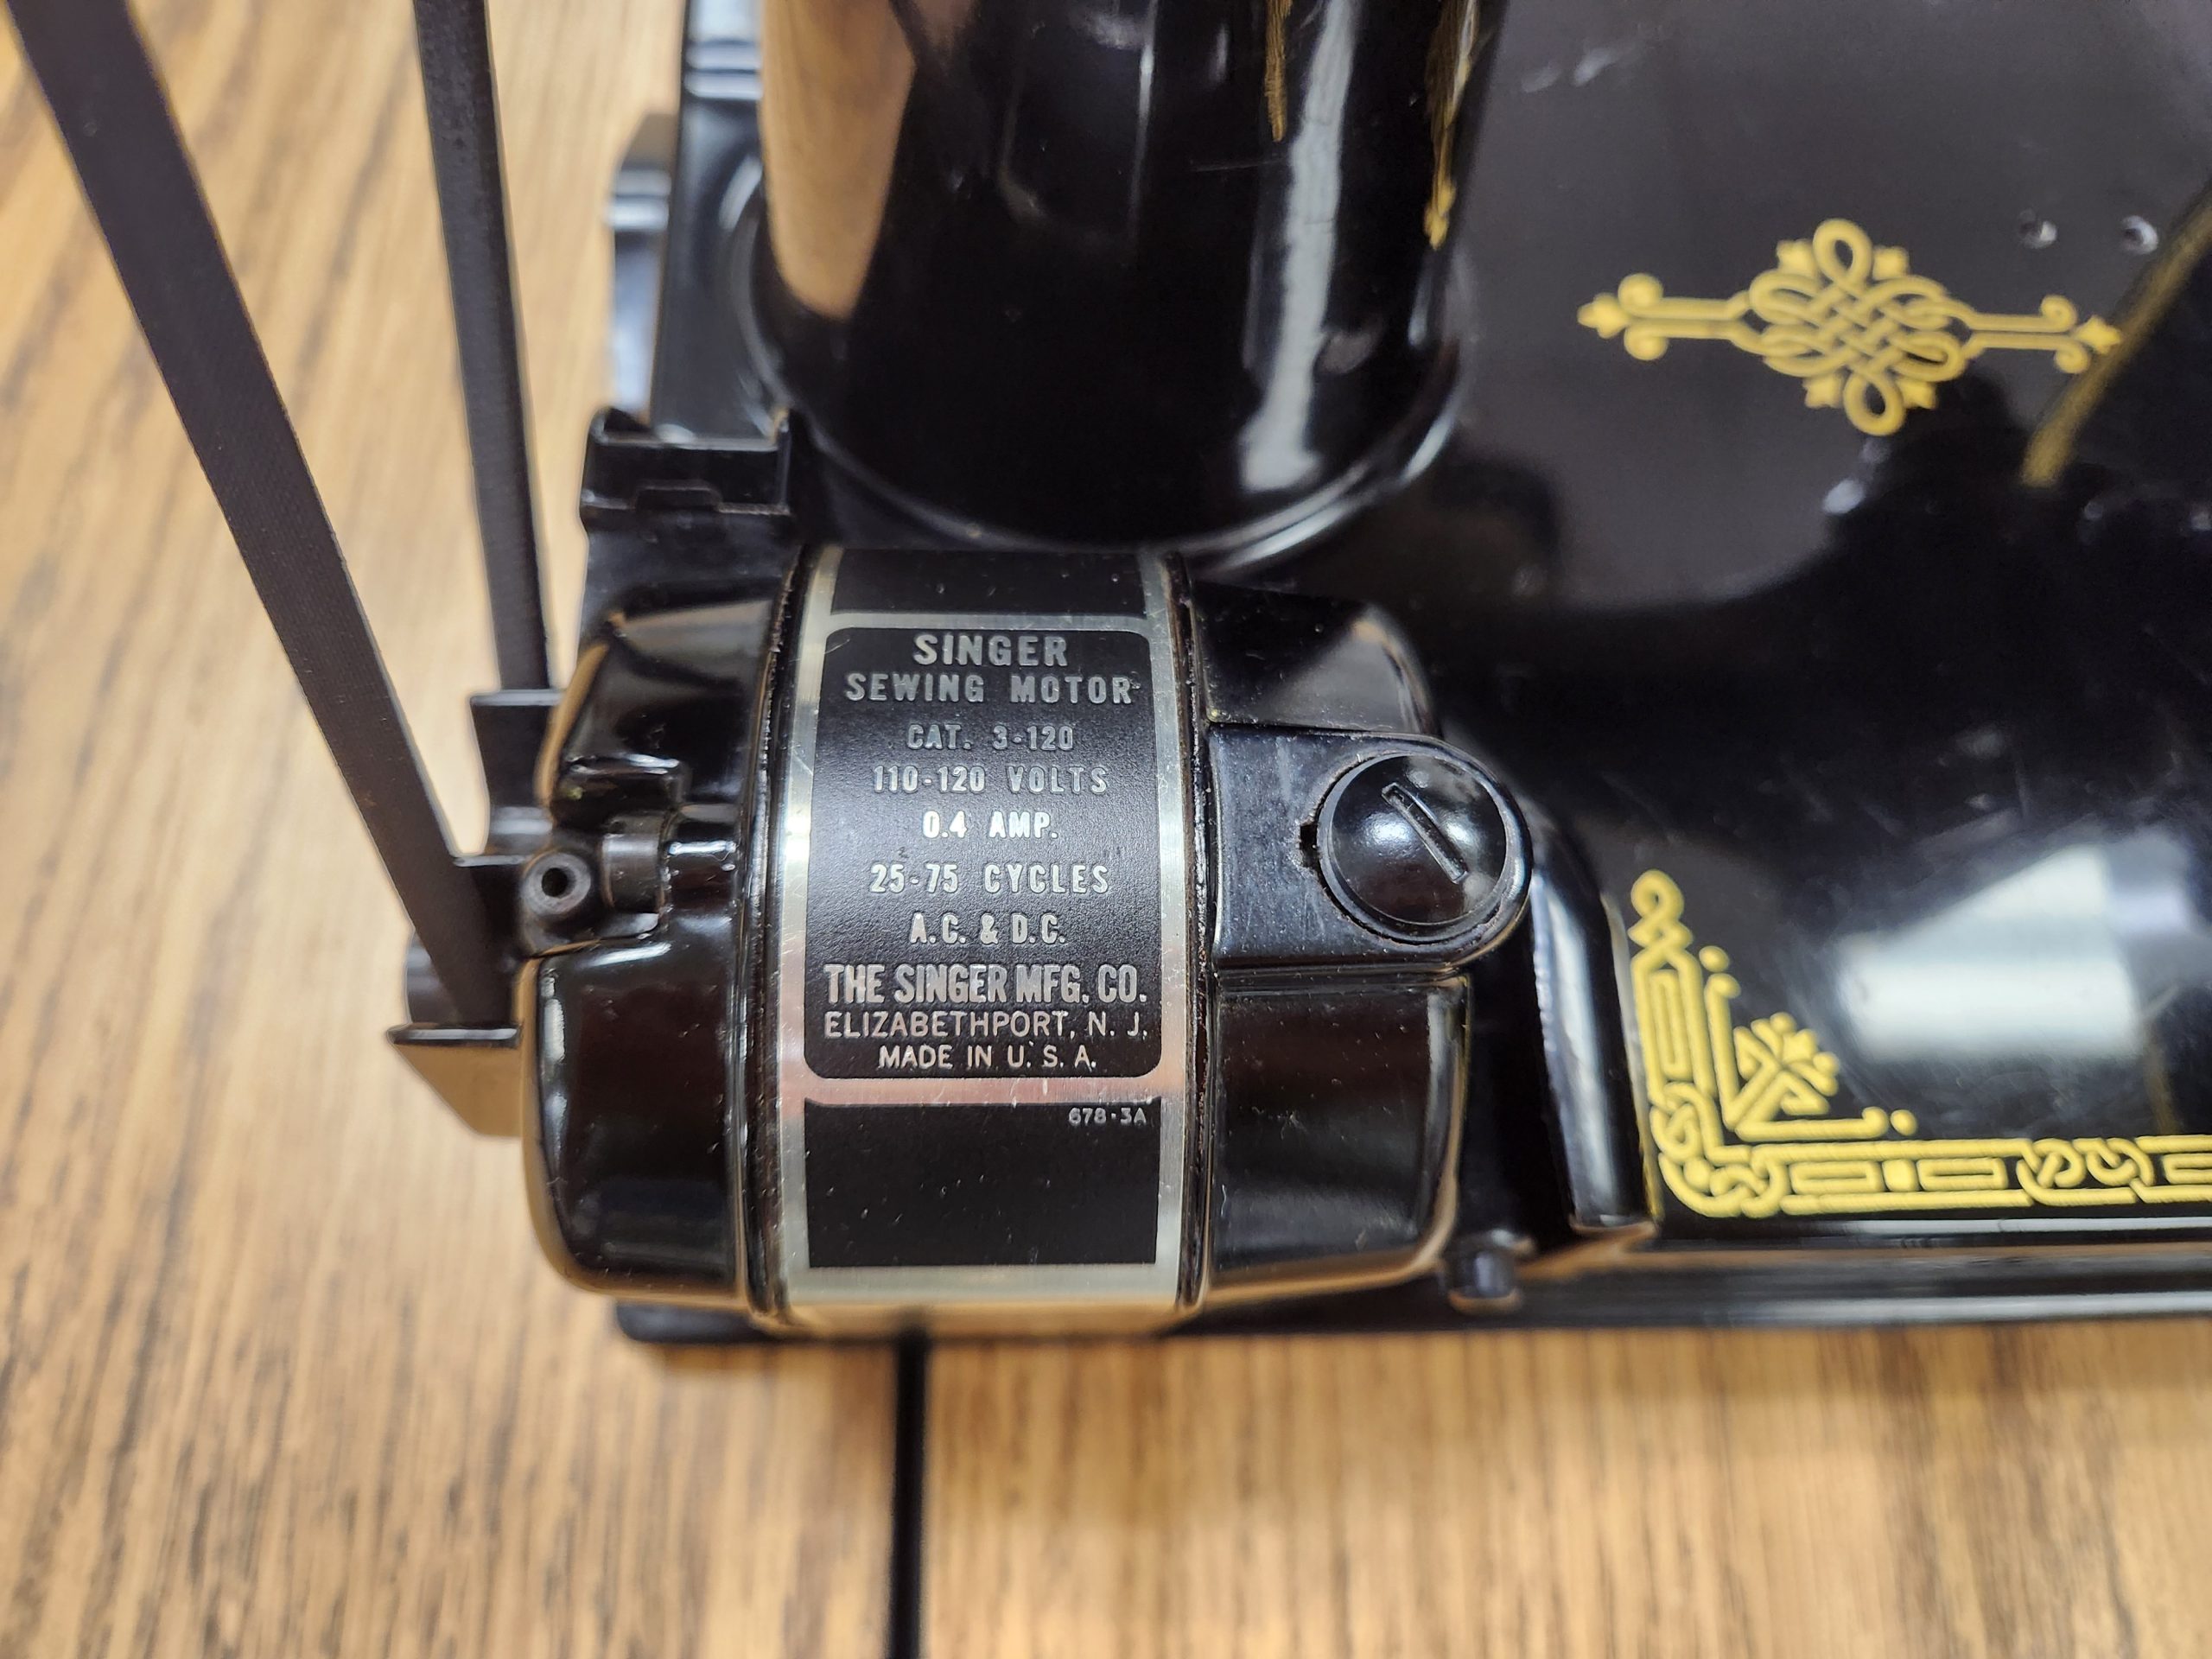 SINGER
SEWING MOTOR
CAT. 3-120
110-120 VOLTS
0.4 AMP.
25-75 CYCLES
A.C. & D.C.
THE SINGER MFG. CO.
ELIZABETHPORT, N. J.
MADE IN U. S. A.
678-3A